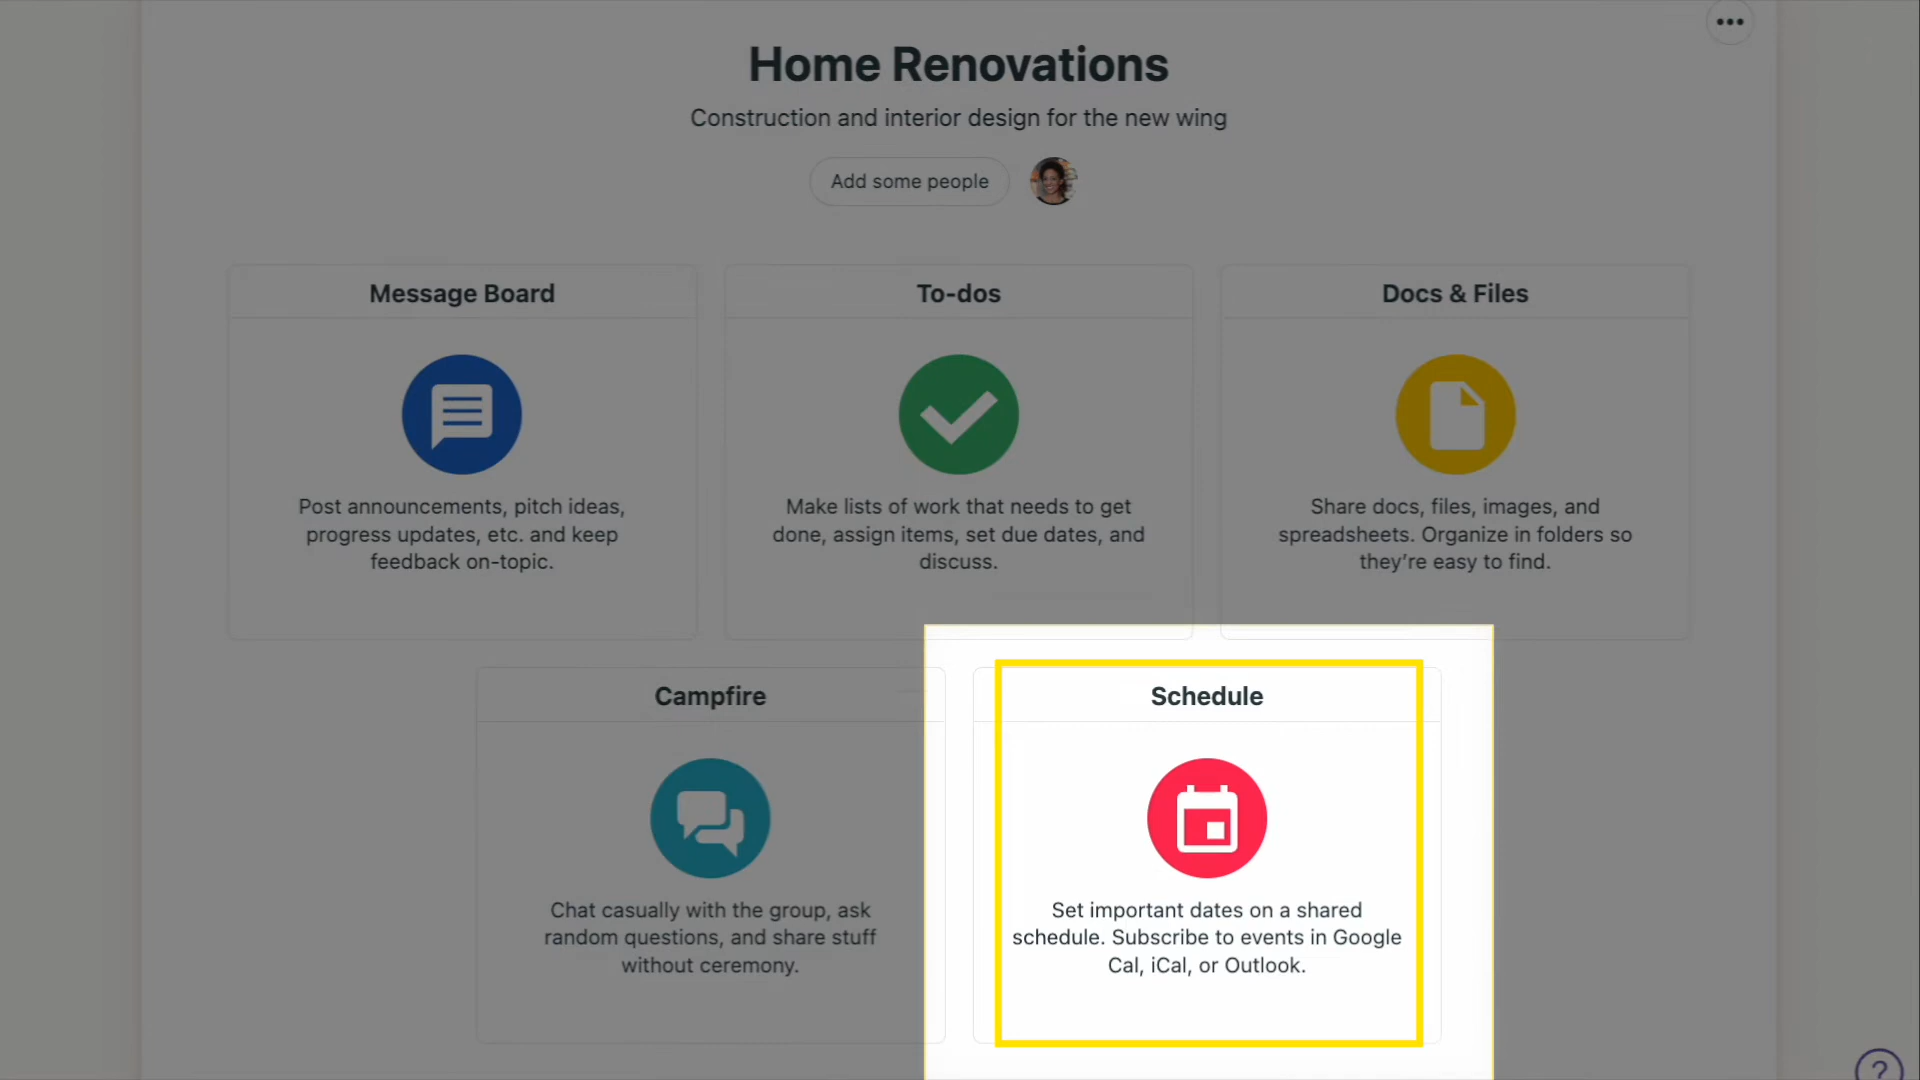 Home Renovations
Construction and interior design for the new wing
Add some people
Message Board
Post announcements, pitch ideas,
progress updates, etc. and keep
feedback on-topic.
To-dos
Make lists of work that needs to get
done, assign items, set due dates, and
discuss.
Docs & Files
Share docs, files, images, and
spreadsheets. Organize in folders so
they’re easy to find.
Campfire
Chat casually with the group, ask
random questions, and share stuff
without ceremony.
Schedule
Set important dates on a shared
schedule. Subscribe to events in Google
Cal, iCal, or Outlook.
?